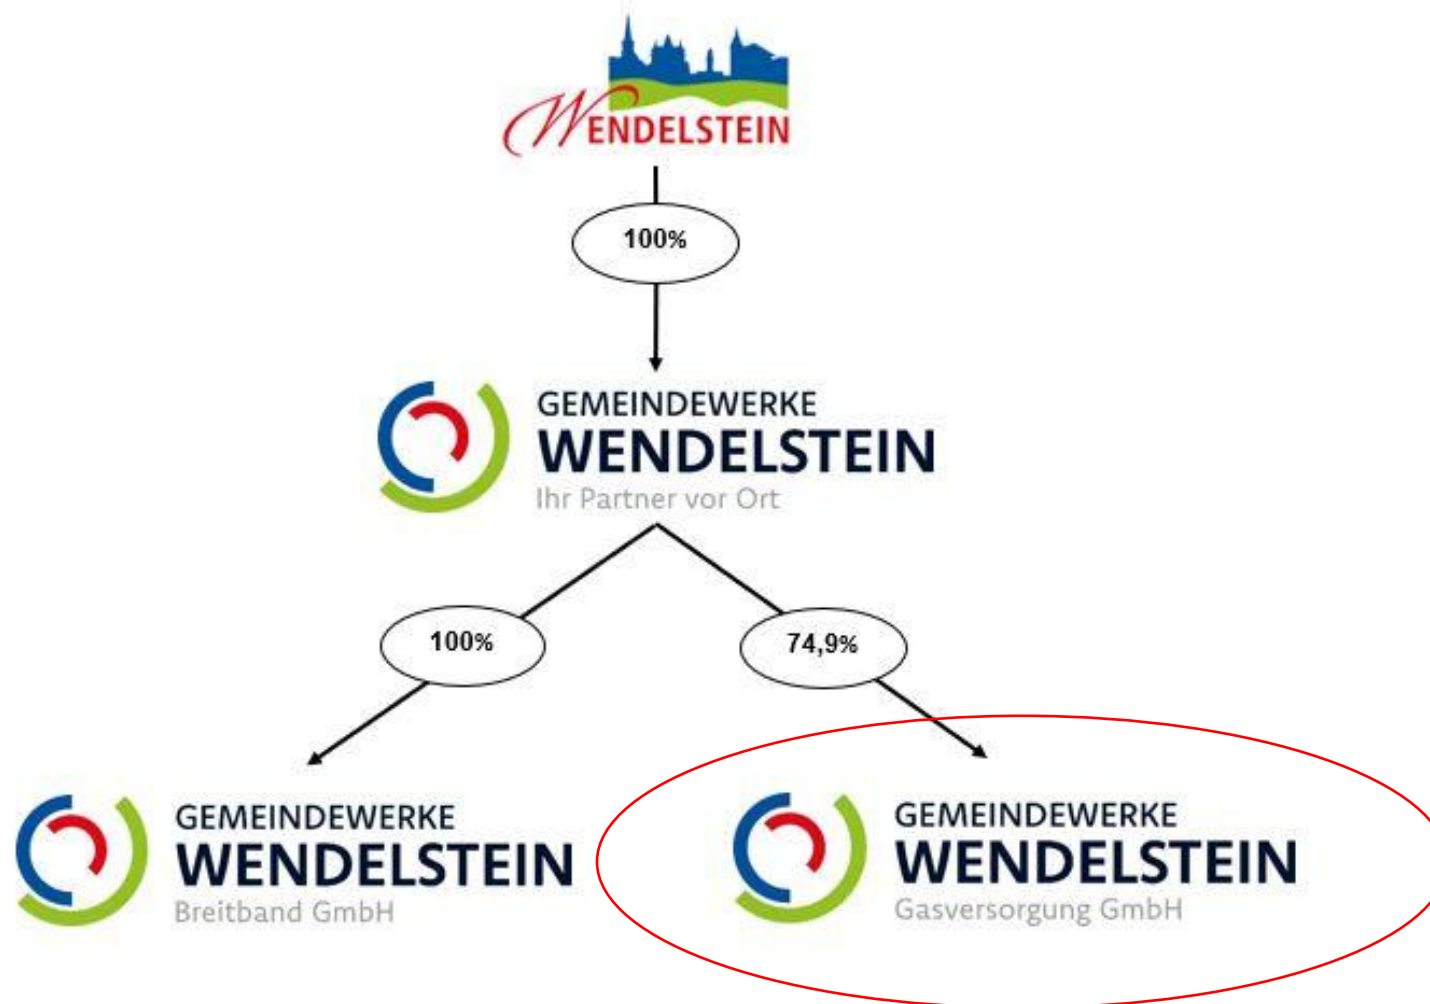 WENDELSTEIN
100%
GEMEINDEWERKE
WENDELSTEIN
Ihr Partner vor Ort
100%
74,9%
GEMEINDEWERKE
WENDELSTEIN
Breitband GmbH
GEMEINDEWERKE
WENDELSTEIN
Gasversorgung GmbH